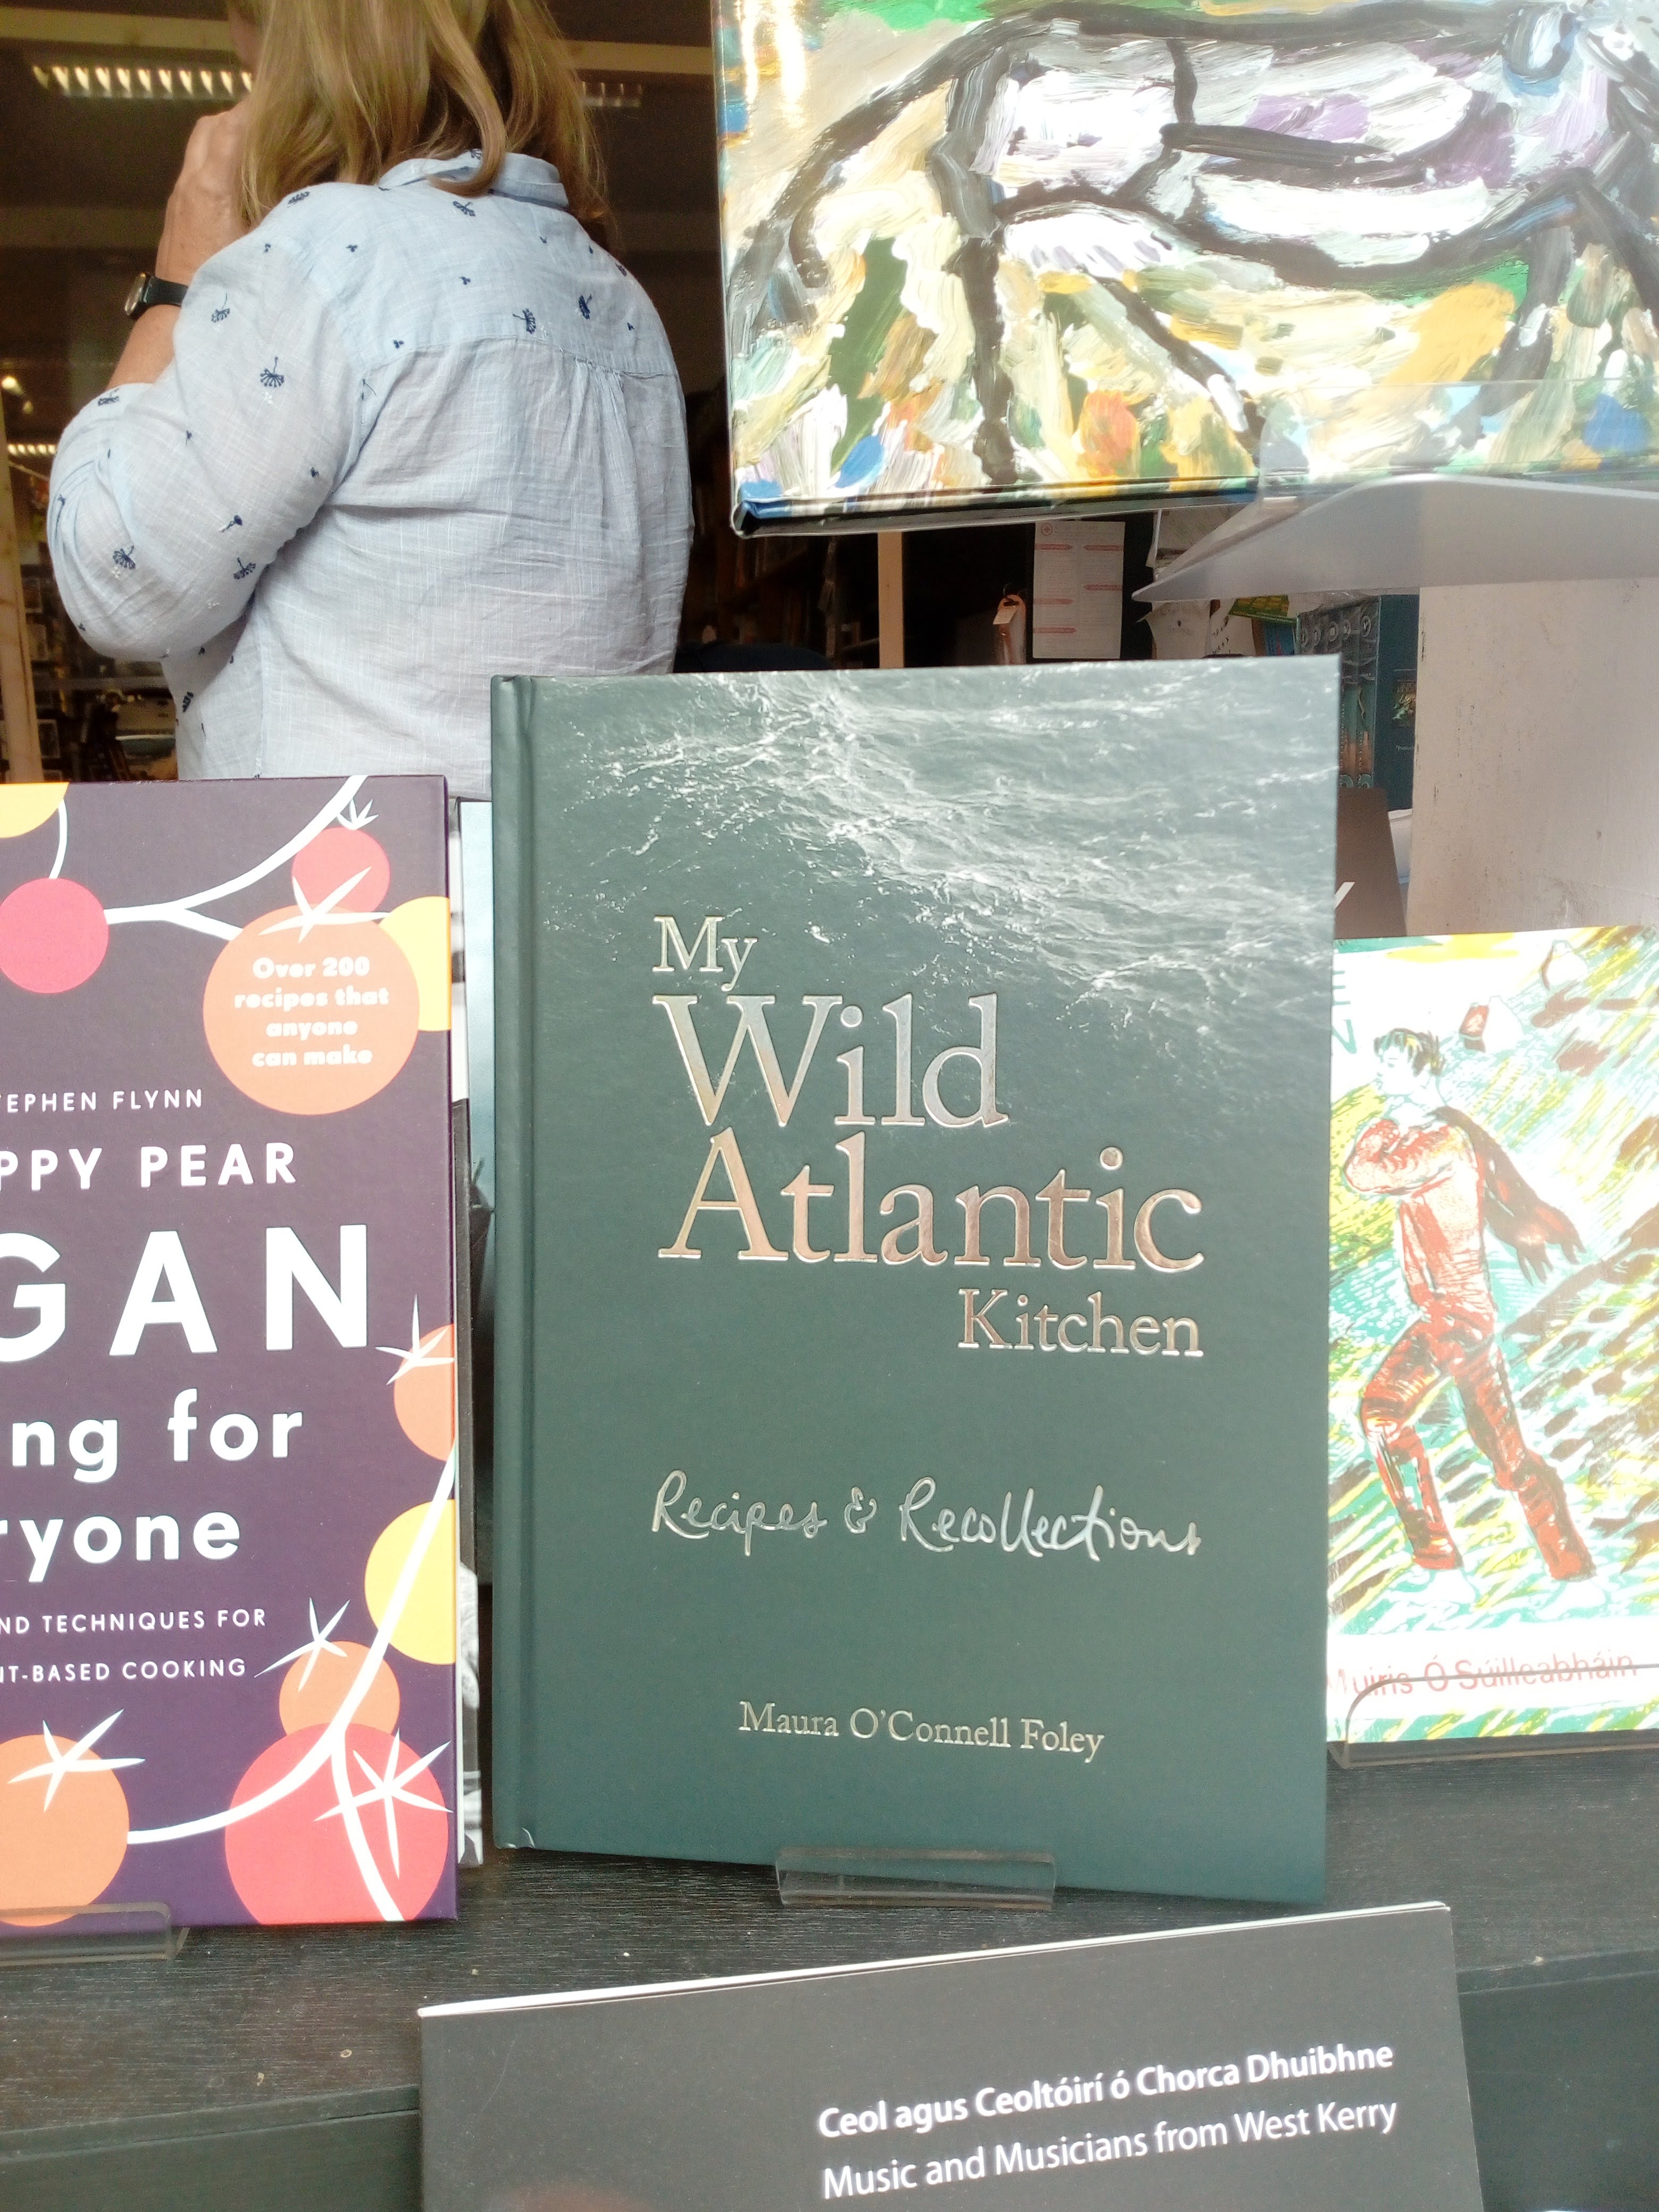 Over 200
recipes that
anyone
can make
TEPHEN FLYNN
PPY PEAR
GAN
ng for
ryone
ND TECHNIQUES FOR
T-BASED COOKING
My
Wild
Atlantic
Kitchen
Recipes & Recollections
Maura O'Connell Foley
E
N
Muiris Ó Súilleabháin
Ceol agus Ceoltóirí ó Chorca Dhuibhne
Music and Musicians from West Kerry